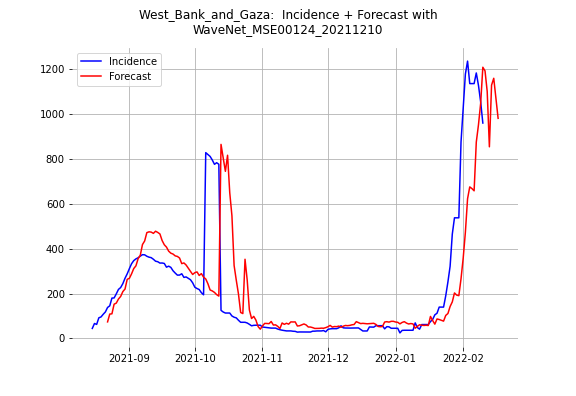 West_Bank_and_Gaza:  Incidence + Forecast with
WaveNet_MSE00124_20211210
Incidence
Forecast
1200
1000
800
600
400
200
0
2021-09 2021-10 2021-11 2021-12 2022-01 2022-02